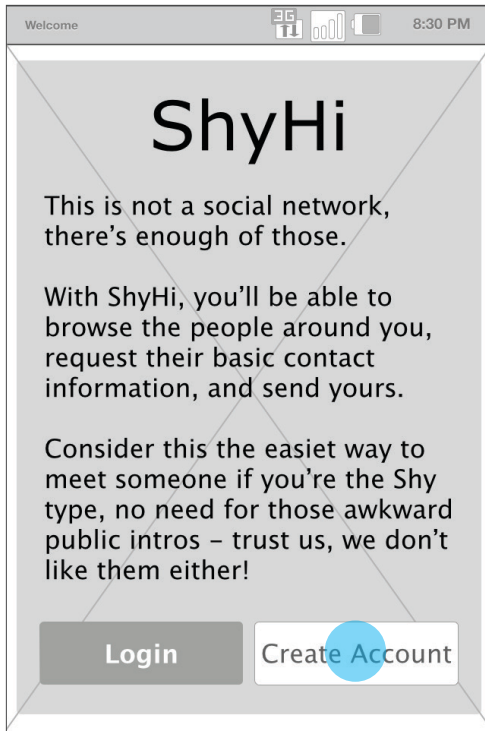 Welcome
3G
8:30 PM
ShyHi
This is not a social network,
there's enough of those.
With ShyHi, you'll be able to
browse the people around you,
request their basic contact
information, and send yours.
Consider this the easiet way to
meet someone if you're the Shy
type, no need for those awkward
public intros – trust us, we don't
like them either!
Login
Create Account